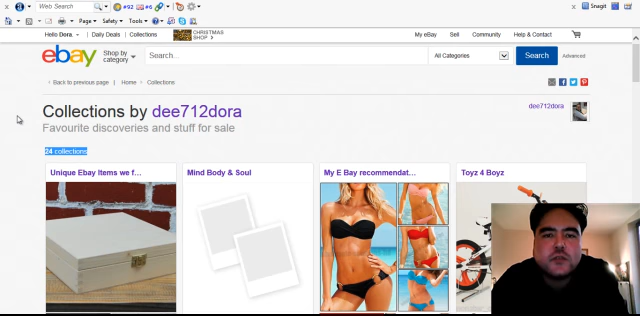 Web Search #92 #6
Page Safety Tools
Snagit
Hello Dora. Daily Deals Collections CHRISTMAS SHOP My eBay Sell Community Help & Contact
ebay Shop by category Search... All Categories Search Advanced
Back to previous page Home Collections
Collections by dee712dora
dee712dora
Favourite discoveries and stuff for sale
24 collections
Unique Ebay Items we f... Mind Body & Soul My E Bay recommendat... Toyz 4 Boyz